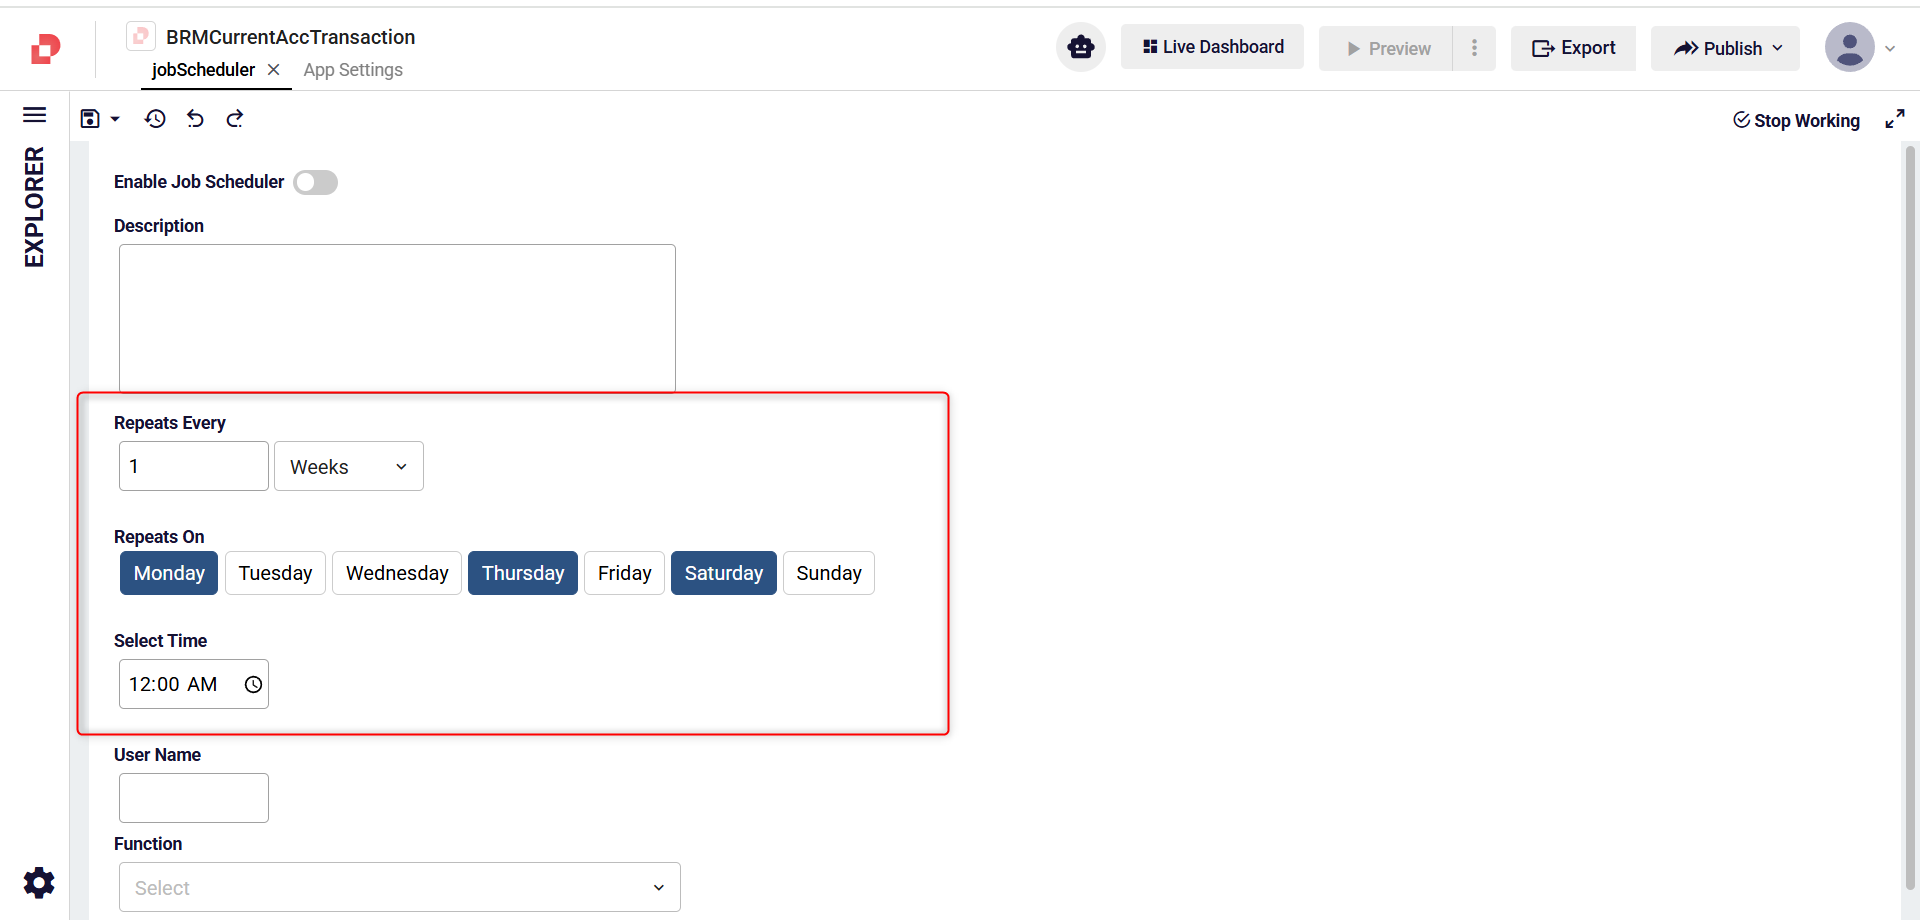 BRMCurrentAccTransaction
jobScheduler App Settings
Live Dashboard Preview Export Publish
Stop Working
EXPLORER
Enable Job Scheduler
Description
Repeats Every
1 Weeks
Repeats On
Monday Tuesday Wednesday Thursday Friday Saturday Sunday
Select Time
12:00 AM
User Name
Function
Select